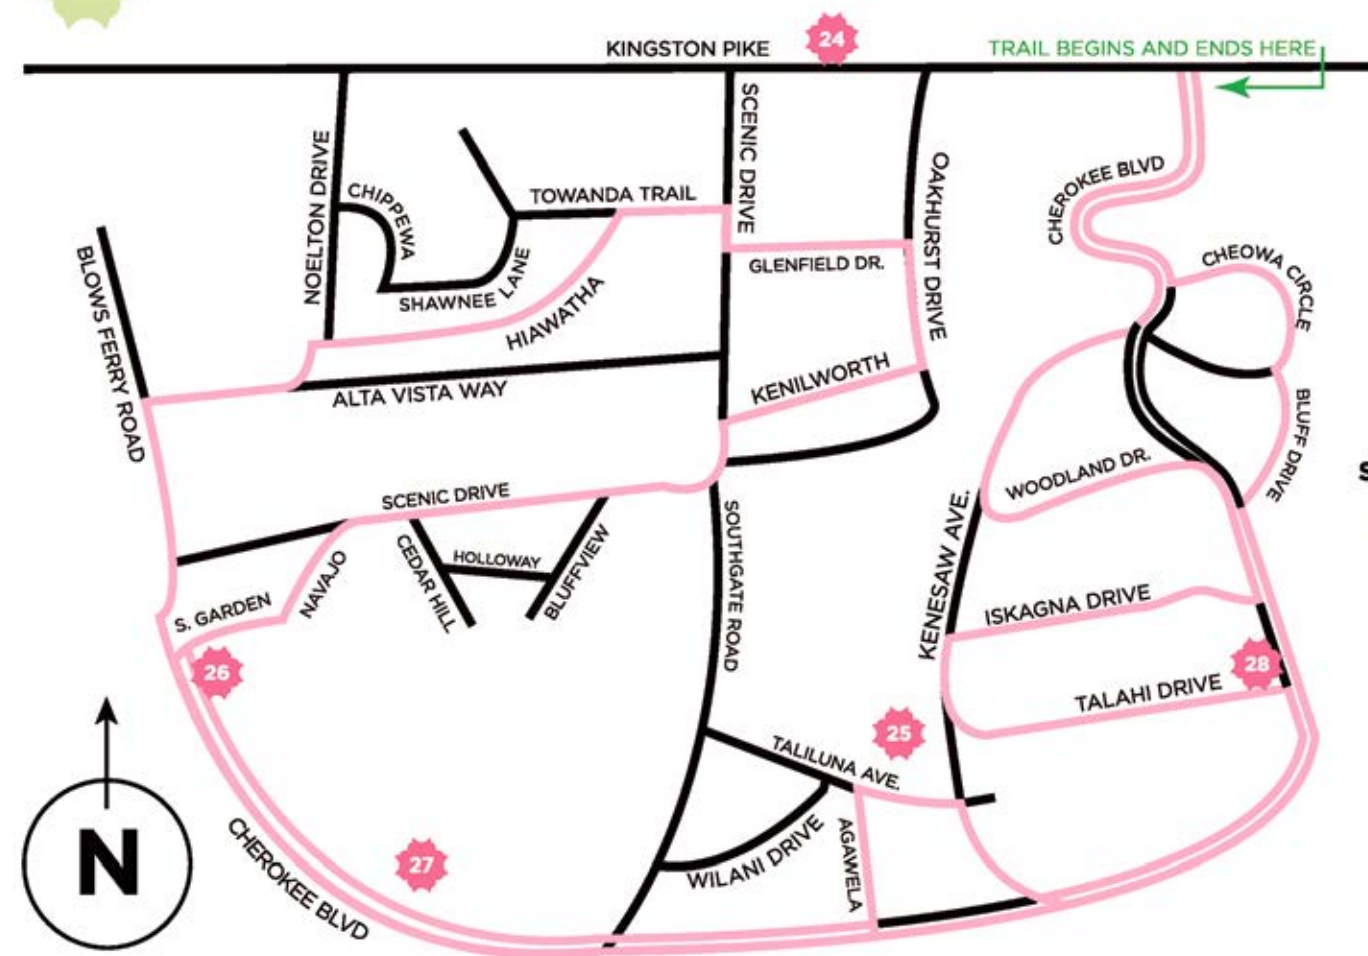 KINGSTON PIKE
24
TRAIL BEGINS AND ENDS HERE
SCENIC DRIVE
NOELTON DRIVE
CHIPPEWA
TOWANDA TRAIL
OAKHURST DRIVE
CHEROKEE BLVD
BLOWS FERRY ROAD
SHAWNEE LANE
HIAWATHA
GLENFIELD DR.
CHEOWA CIRCLE
ALTA VISTA WAY
KENILWORTH
BLUFF DRIVE
WOODLAND DR.
S
SCENIC DRIVE
KENESAW AVE.
SOUTHGATE ROAD
CEDAR HILL
HOLLOWAY
BLUFFVIEW
NAVAJO
S. GARDEN
ISKAGNA DRIVE
26
28
TALAHI DRIVE
25
TALILUNA AVE.
N
CHEROKEE BLVD
27
WILANI DRIVE
AGAWELA